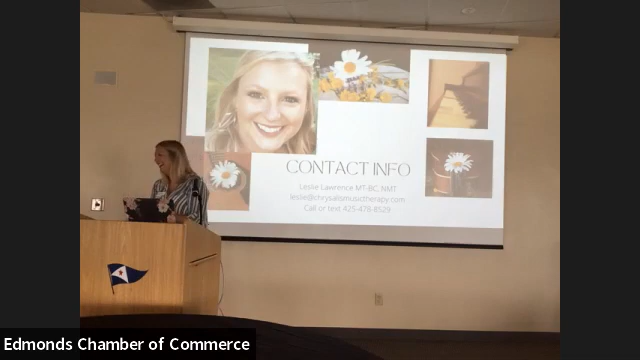 CONTACT INFO
Leslie Lawrence MT-BC, NMT
leslie@chrysalismusictherapy.com
Call or text 425-478-8529
Edmonds Chamber of Commerce